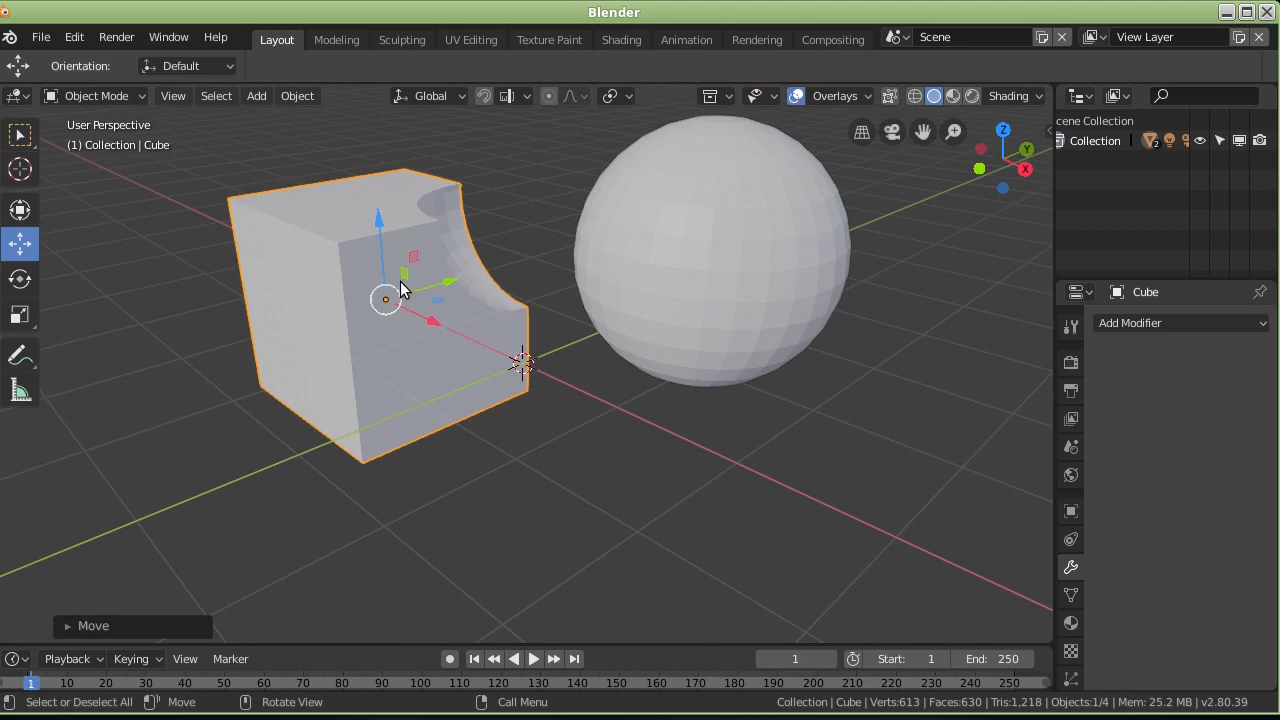 Blender
File Edit Render Window Help Layout Modeling Sculpting UV Editing Texture Paint Shading Animation Rendering Compositing Scene View Layer
Orientation: Default
Object Mode View Select Add Object Global Overlays Shading
User Perspective
(1) Collection | Cube
Z
Y
X
cene Collection
Collection 2
Cube
Add Modifier
Move
Playback Keying View Marker 1 Start: 1 End: 250
1 10 20 30 40 50 60 70 80 90 100 110 120 130 140 150 160 170 180 190 200 210 220 230 240 250
Select or Deselect All Move Rotate View Call Menu Collection | Cube | Verts:613 | Faces:630 | Tris:1,218 | Objects:1/4 | Mem: 25.2 MB | v2.80.39